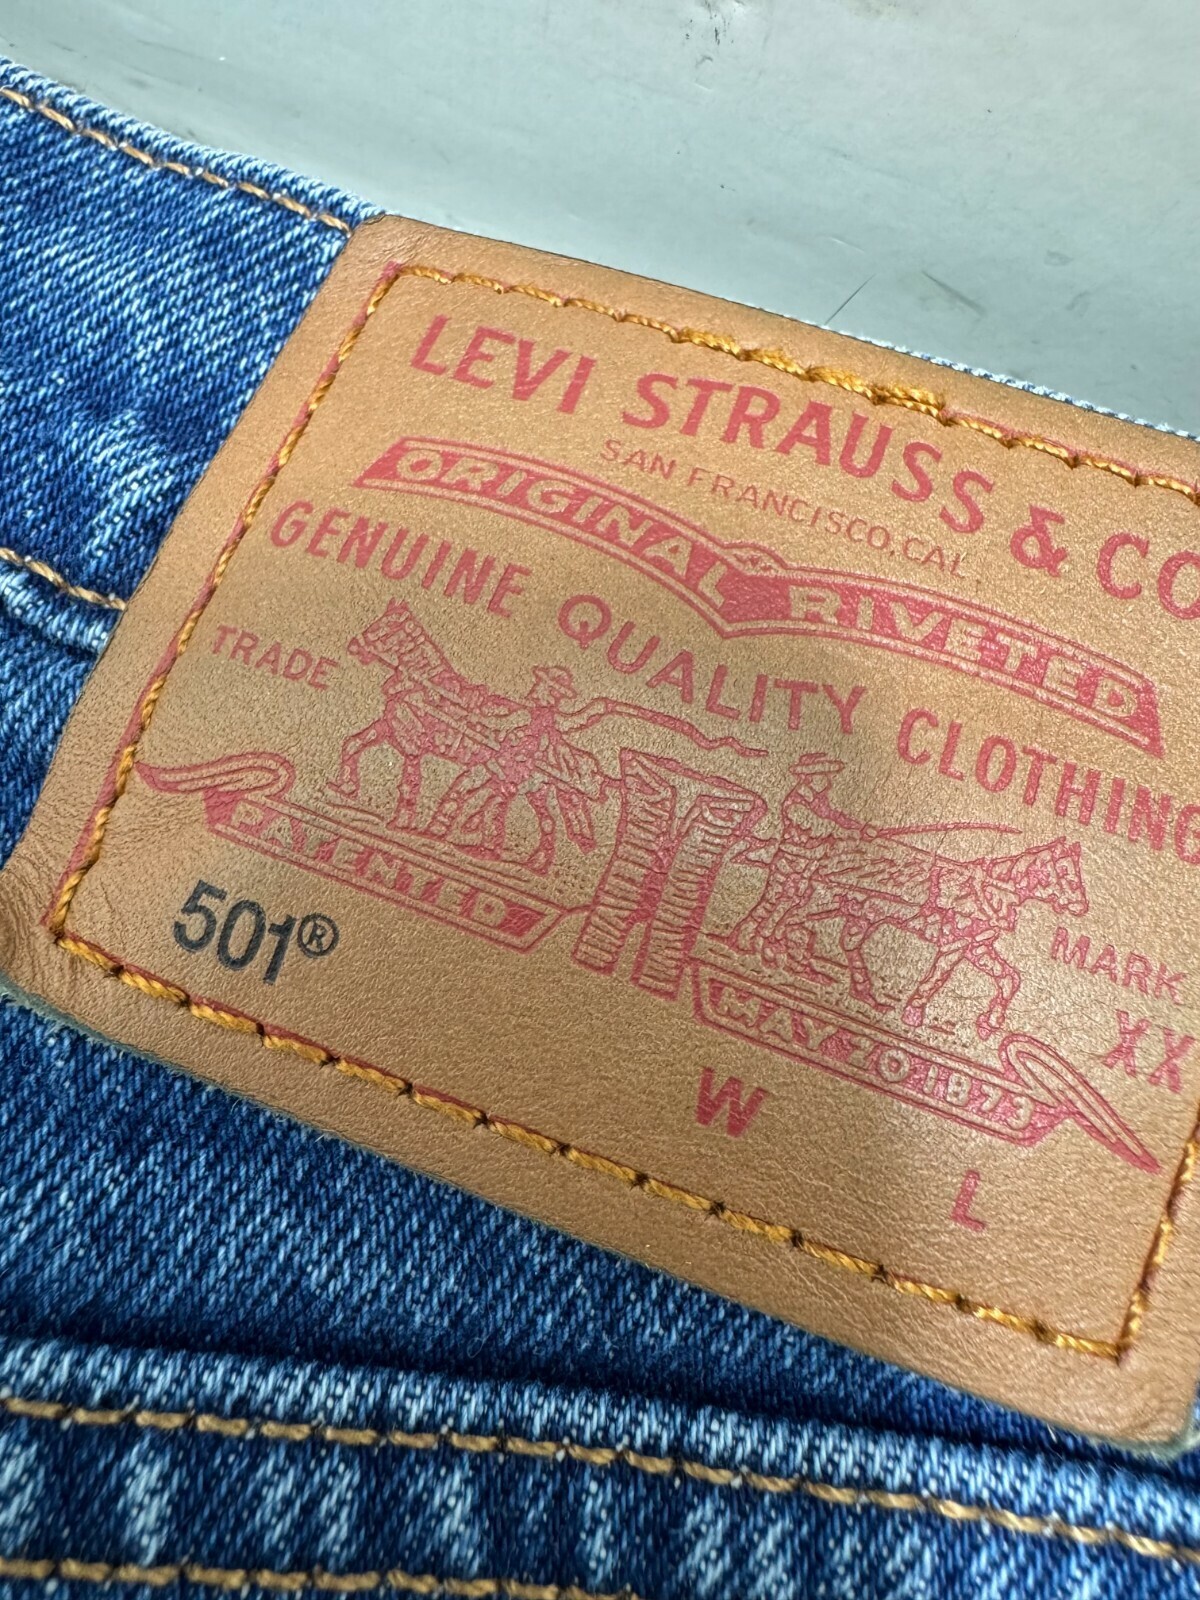 LEVI STRAUSS & CO
SAN FRANCISCO, CAL
ORIGINAL RIVETED
GENUINE QUALITY CLOTHING
TRADE MARK
PATENTED MAY 20 1873
501® XX
W L